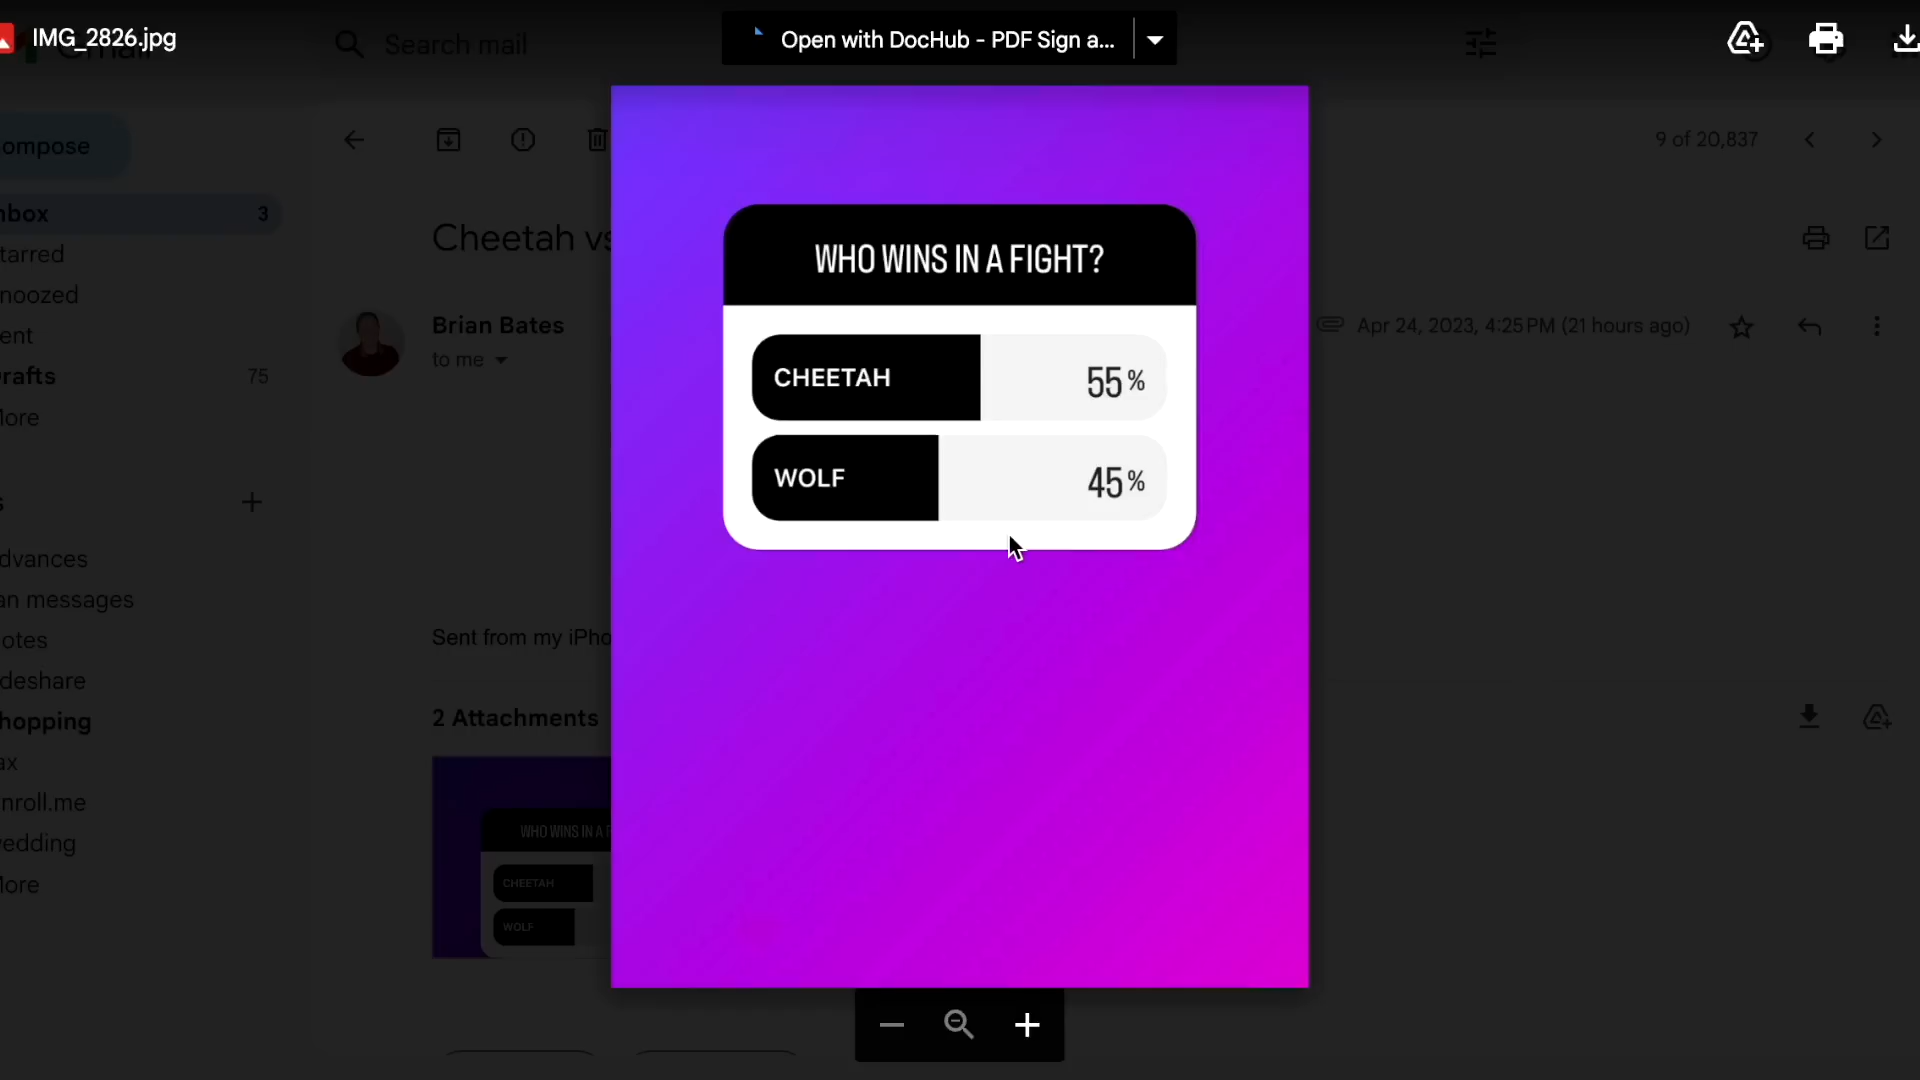 IMG_2826.jpg
Search mail
Open with DocHub - PDF Sign a...
ompose
9 of 20,837
nbox 3
Cheetah vs
tarred
noozed
ent
rafts 75
ore
Brian Bates
to me
Apr 24, 2023, 4:25 PM (21 hours ago)
WHO WINS IN A FIGHT?
CHEETAH 55%
WOLF 45%
s
dvances
an messages
otes
deshare
hopping
ax
nroll.me
edding
ore
Sent from my iPho
2 Attachments
WHO WINS IN A F
CHEETAH
WOLF